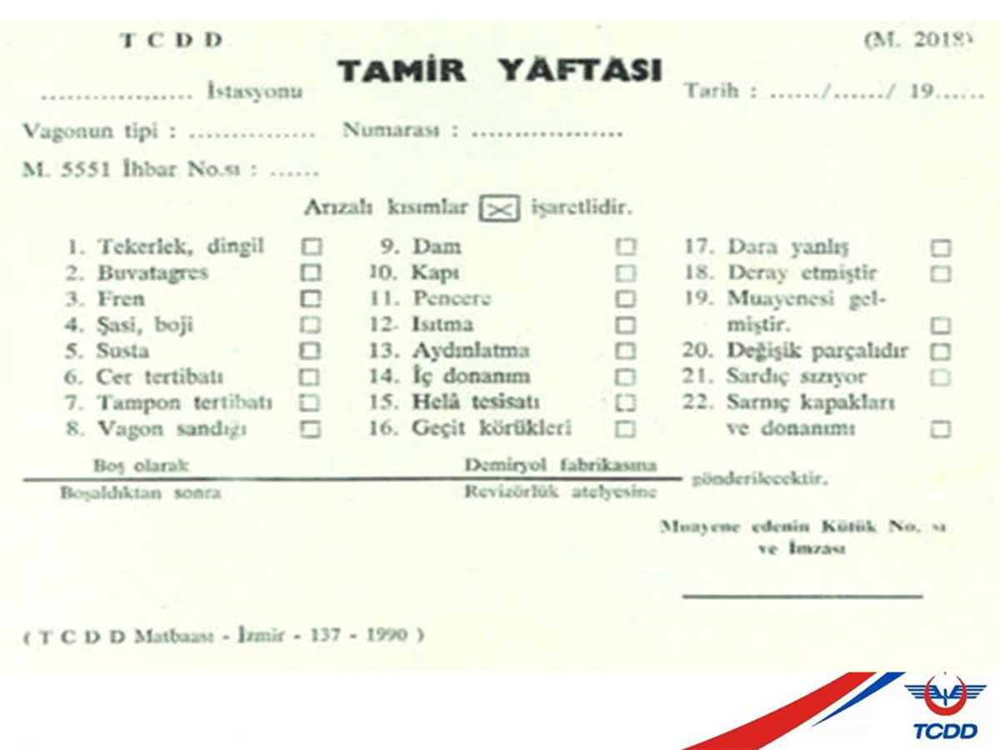 T C D D
(M. 2018)
TAMİR YAFTASI
.................. İstasyonu
Tarih : ....../....../ 19......
Vagonun tipi : ............... Numarası : ..................
M. 5551 İhbar No.sı : ......
Arızalı kısımlar ☒ işaretlidir.
1. Tekerlek, dingil ☐
2. Buvatagres ☐
3. Fren ☐
4. Şasi, boji ☐
5. Susta ☐
6. Cer tertibatı ☐
7. Tampon tertibatı ☐
8. Vagon sandığı ☐
9. Dam ☐
10. Kapı ☐
11. Pencere ☐
12. Isıtma ☐
13. Aydınlatma ☐
14. İç donanım ☐
15. Helâ tesisatı ☐
16. Geçit körükleri ☐
17. Dara yanlış ☐
18. Deray etmiştir ☐
19. Muayenesi gel-
miştir. ☐
20. Değişik parçalıdır ☐
21. Sardıç sızıyor ☐
22. Sarnıç kapakları
ve donanımı ☐
Boş olarak Demiryol fabrikasına
gönderilecektir.
Boşaldıktan sonra Revizörlük atelyesine
Muayene edenin Kütük No. sı
ve İmzası
( T C D D Matbaası - İzmir - 137 - 1990 )
TCDD